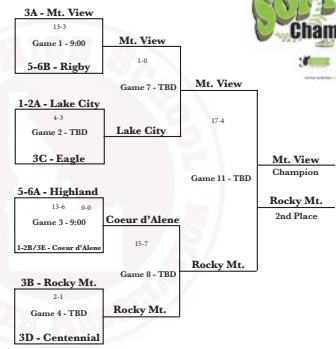 3A - Mt. View
13-3
Game 1 - 9:00
5-6B - Rigby
Mt. View
1-0
Game 7 - TBD
1-2A - Lake City
4-3
Game 2 - TBD
3C - Eagle
Lake City
Mt. View
17-4
Game 11 - TBD
5-6A - Highland
13-6 0-0
Game 3 - 9:00
1-2B/3E - Coeur d'Alene
Coeur d'Alene
15-7
Game 8 - TBD
3B - Rocky Mt.
2-1
Game 4 - TBD
3D - Centennial
Rocky Mt.
Rocky Mt.
Mt. View
Champion
Rocky Mt.
2nd Place
Cham